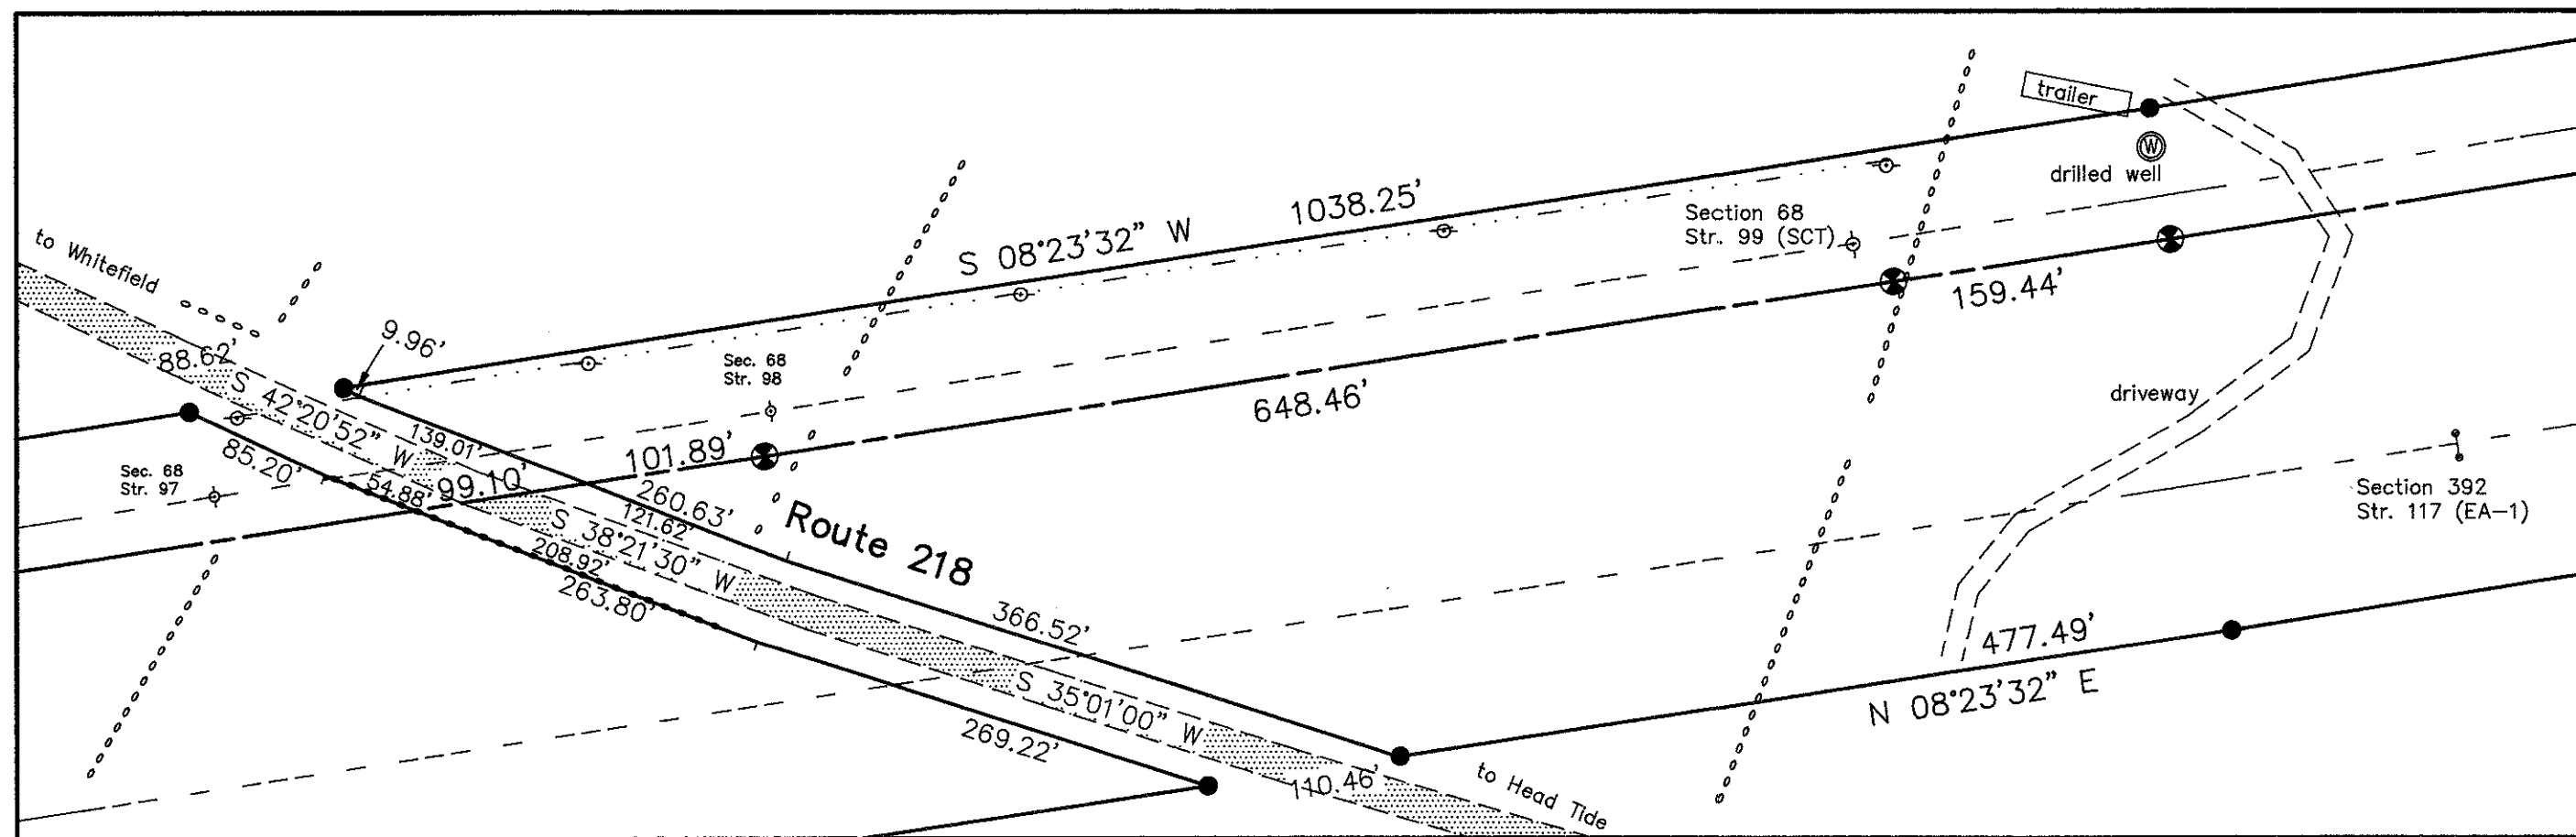 trailer
drilled well
1038.25'
S 08°23'32" W
Section 68
Str. 99 (SCT)
159.44'
to Whitefield
9.96'
88.62'
S 42°20'52" W
Sec. 68
Str. 98
648.46'
driveway
139.01'
101.89'
85.20'
99.10'
54.88'
Sec. 68
Str. 97
260.63'
121.62'
Route 218
S 38°21'30" W
208.92'
263.80'
Section 392
Str. 117 (EA-1)
366.52'
477.49'
N 08°23'32" E
S 35°01'00" W
269.22'
110.46'
to Head Tide
W